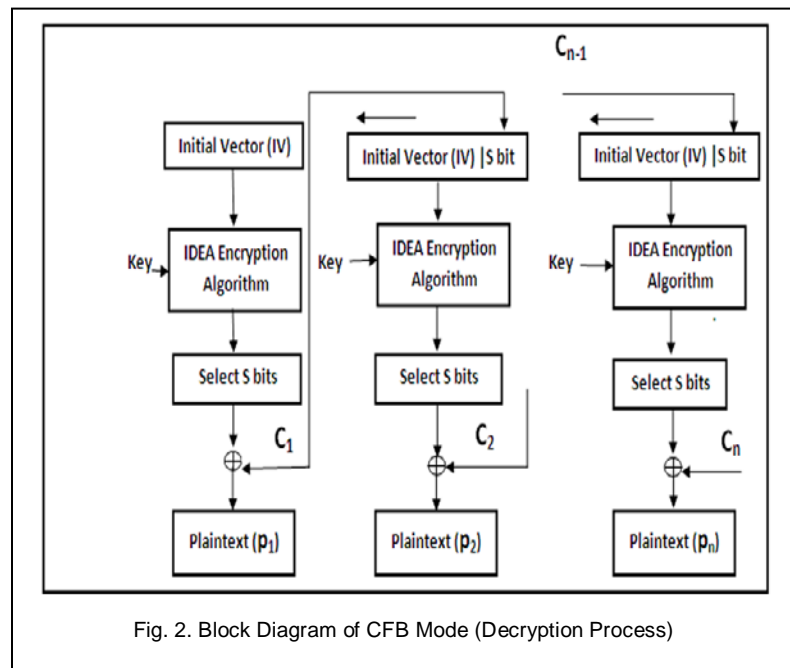 Cn-1
Initial Vector (IV)
Initial Vector (IV) |S bit
Initial Vector (IV) |S bit
Key
IDEA Encryption
Algorithm
Key
IDEA Encryption
Algorithm
Key
IDEA Encryption
Algorithm
Select S bits
Select S bits
Select S bits
C1
C2
Cn
Plaintext (p1)
Plaintext (p2)
Plaintext (pn)
Fig. 2. Block Diagram of CFB Mode (Decryption Process)